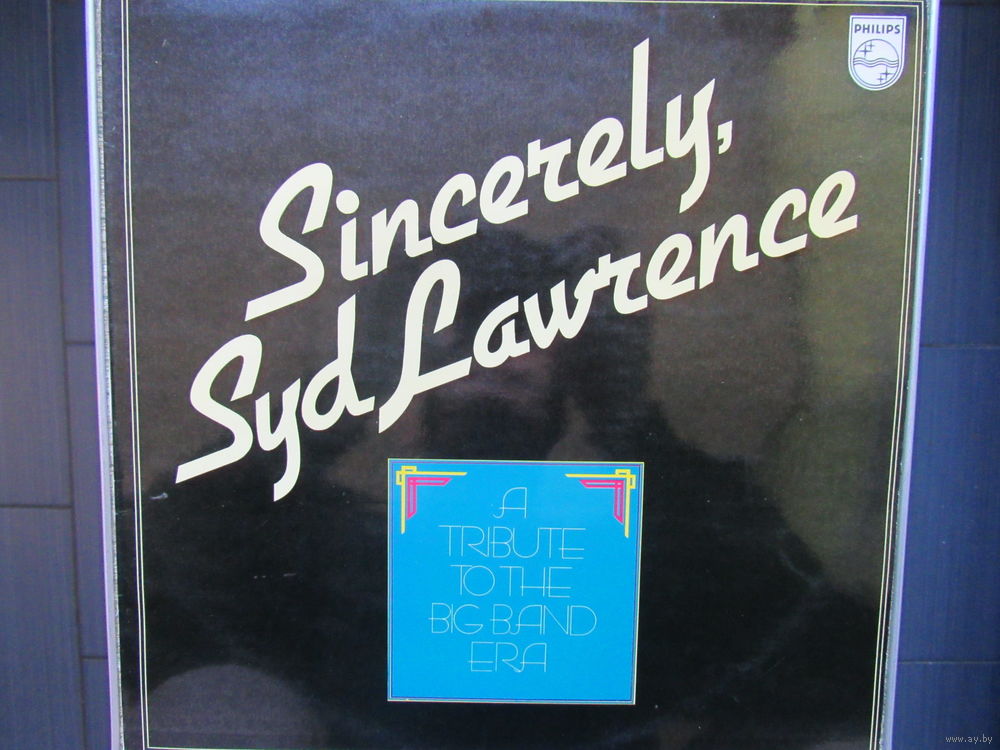 PHILIPS
Sincerely,
Syd Lawrence
A
TRIBUTE
TO THE
BIG BAND
ERA
www.ay.by